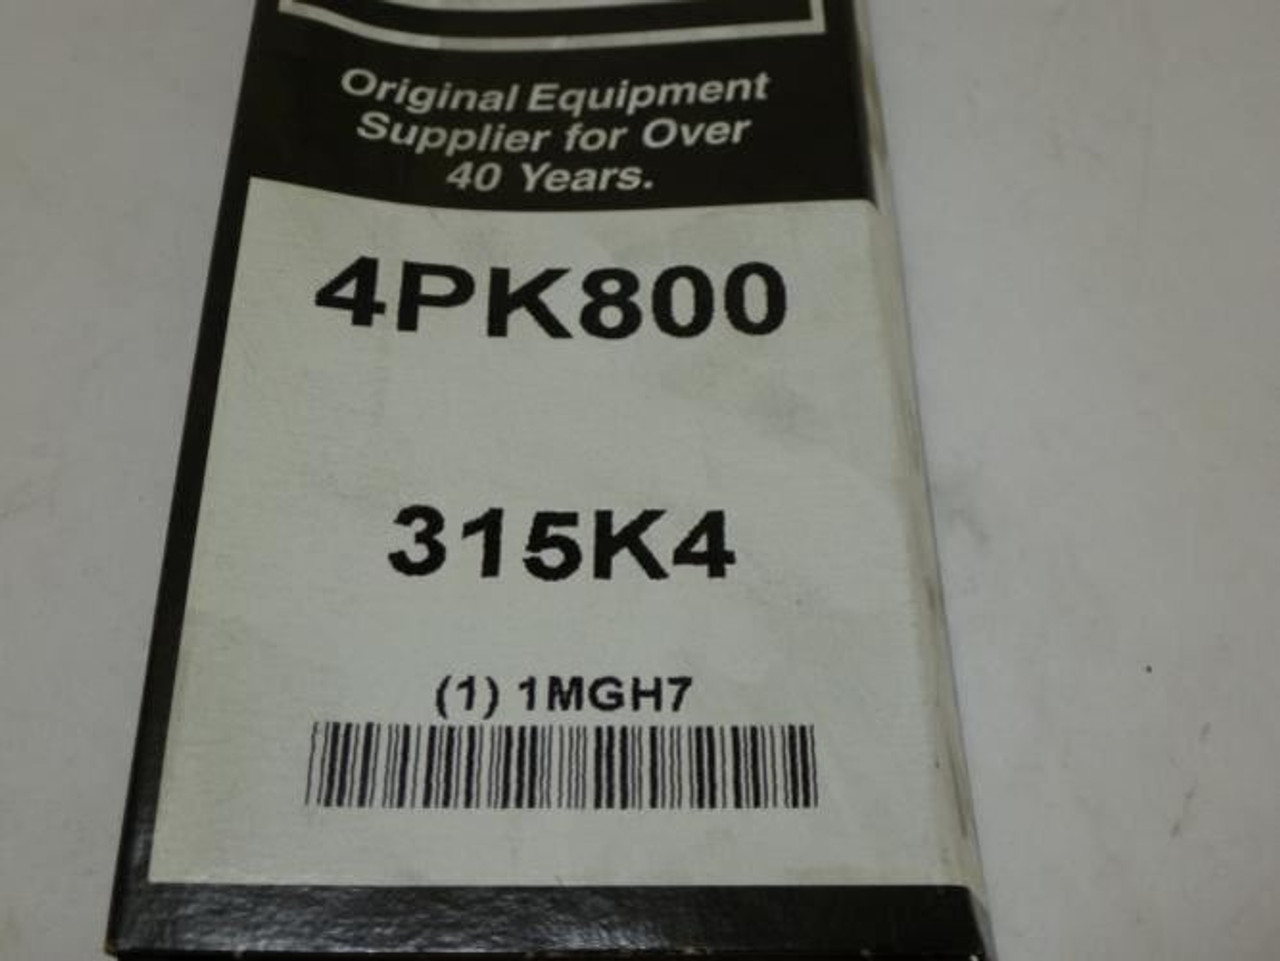 Original Equipment
Supplier for Over
40 Years.
4PK800
315K4
(1) 1MGH7